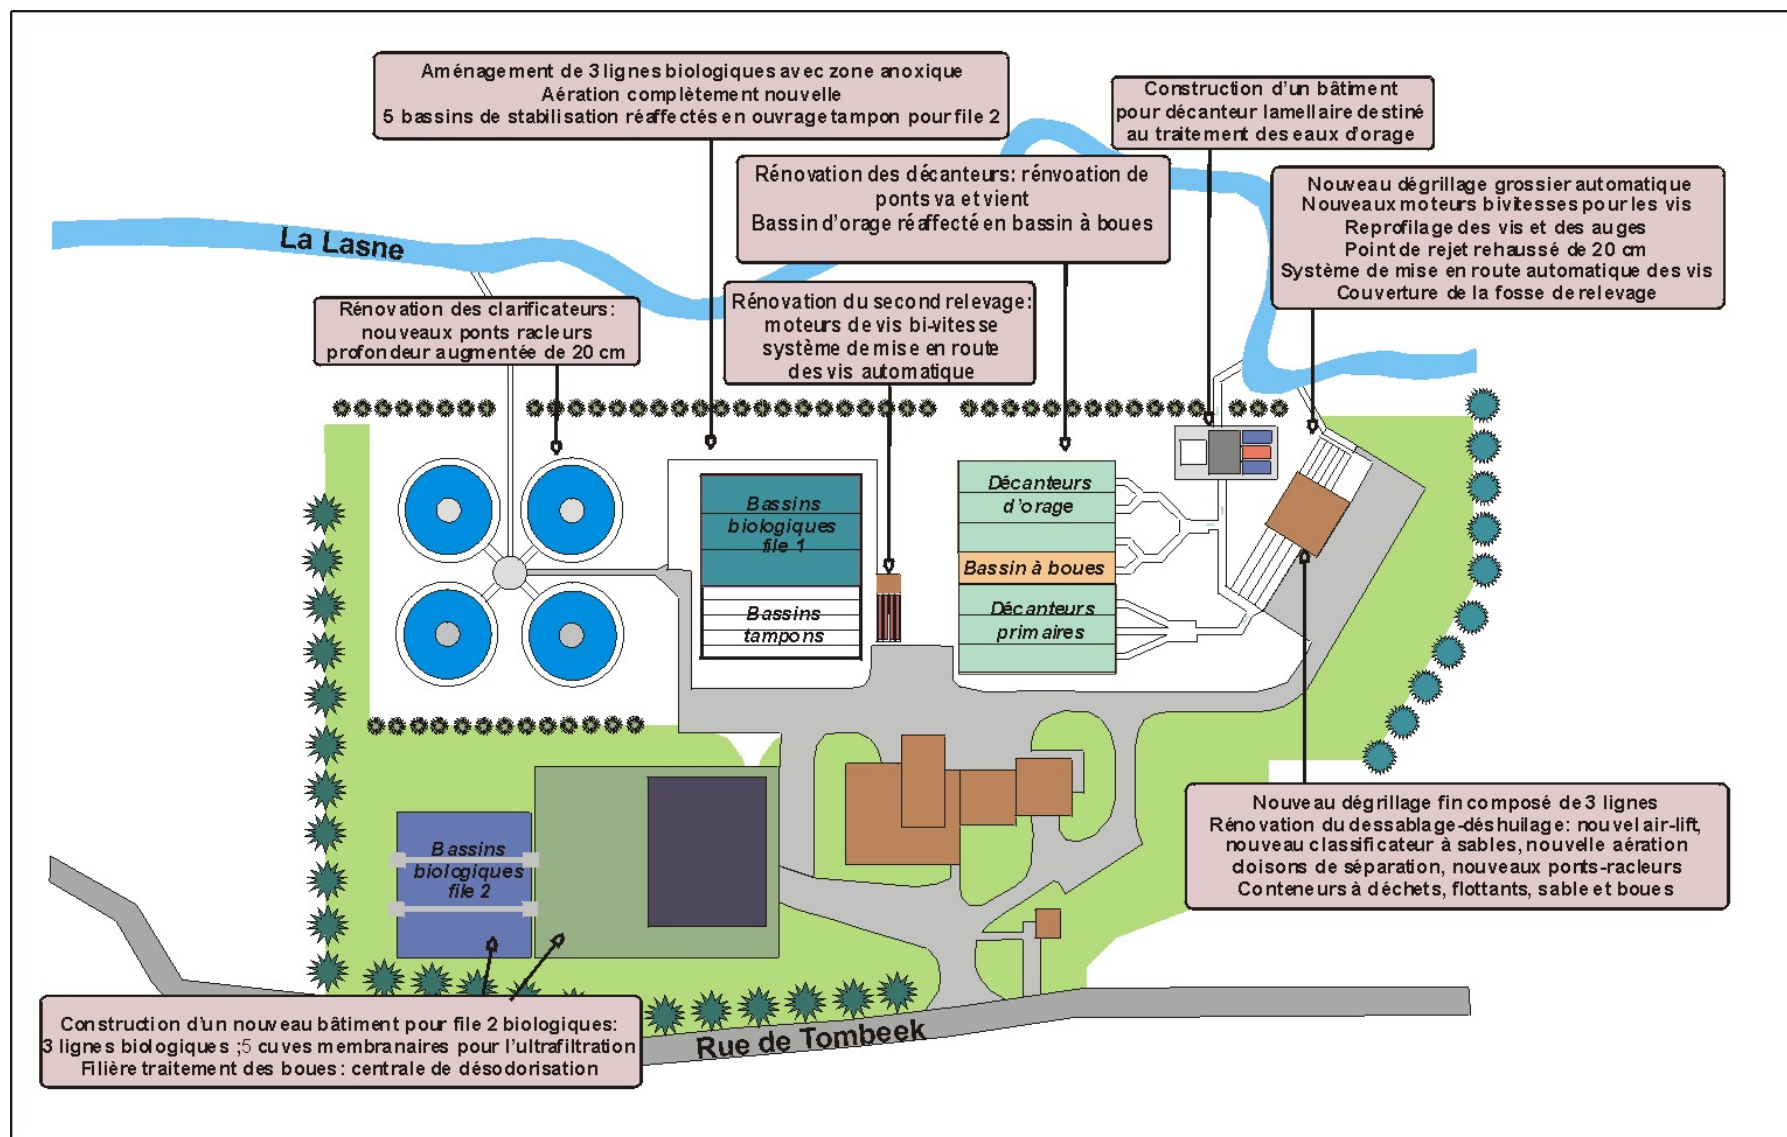 Aménagement de 3 lignes biologiques avec zone anoxique
Aération complètement nouvelle
5 bassins de stabilisation réaffectés en ouvrage tampon pour file 2
Construction d'un bâtiment
pour décanteur lamellaire destiné
au traitement des eaux d'orage
Rénovation des décanteurs: rénvoation de
ponts va et vient
Bassin d'orage réaffecté en bassin à boues
Nouveau dégrillage grossier automatique
Nouveaux moteurs bivitesses pour les vis
Reprofilage des vis et des auges
Point de rejet rehaussé de 20 cm
Système de mise en route automatique des vis
Couverture de la fosse de relevage
La Lasne
Rénovation des clarificateurs:
nouveaux ponts racleurs
profondeur augmentée de 20 cm
Rénovation du second relevage:
moteurs de vis bi-vitesse
système de mise en route
des vis automatique
Bassins
biologiques
file 1
Bassins
tampons
Décanteurs
d'orage
Bassin à boues
Décanteurs
primaires
Bassins
biologiques
file 2
Nouveau dégrillage fin composé de 3 lignes
Rénovation du dessablage-déshuilage: nouvel air-lift,
nouveau classificateur à sables, nouvelle aération
cloisons de séparation, nouveaux ponts-racleurs
Conteneurs à déchets, flottants, sable et boues
Construction d'un nouveau bâtiment pour file 2 biologiques:
3 lignes biologiques ;5 cuves membranaires pour l'ultrafiltration
Filière traitement des boues: centrale de désodorisation
Rue de Tombeek